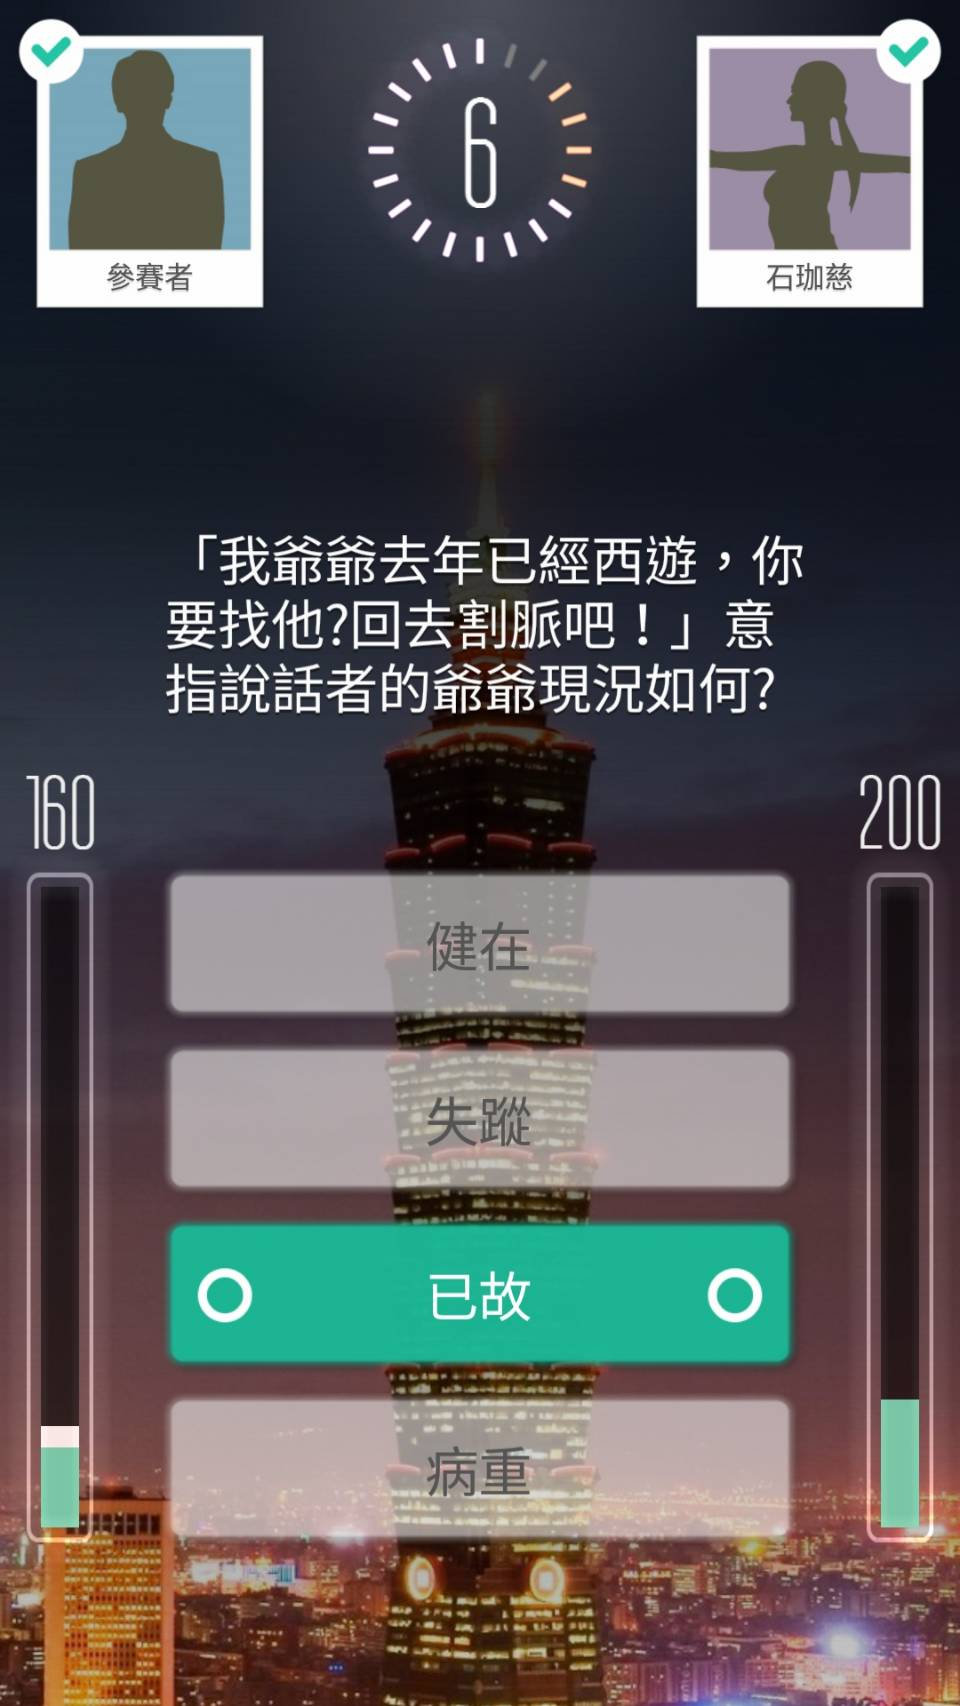 6
參賽者
石珈慈
「我爺爺去年已經西遊，你
要找他?回去割脈吧！」意
指說話者的爺爺現況如何?
160
200
健在
失蹤
已故
病重